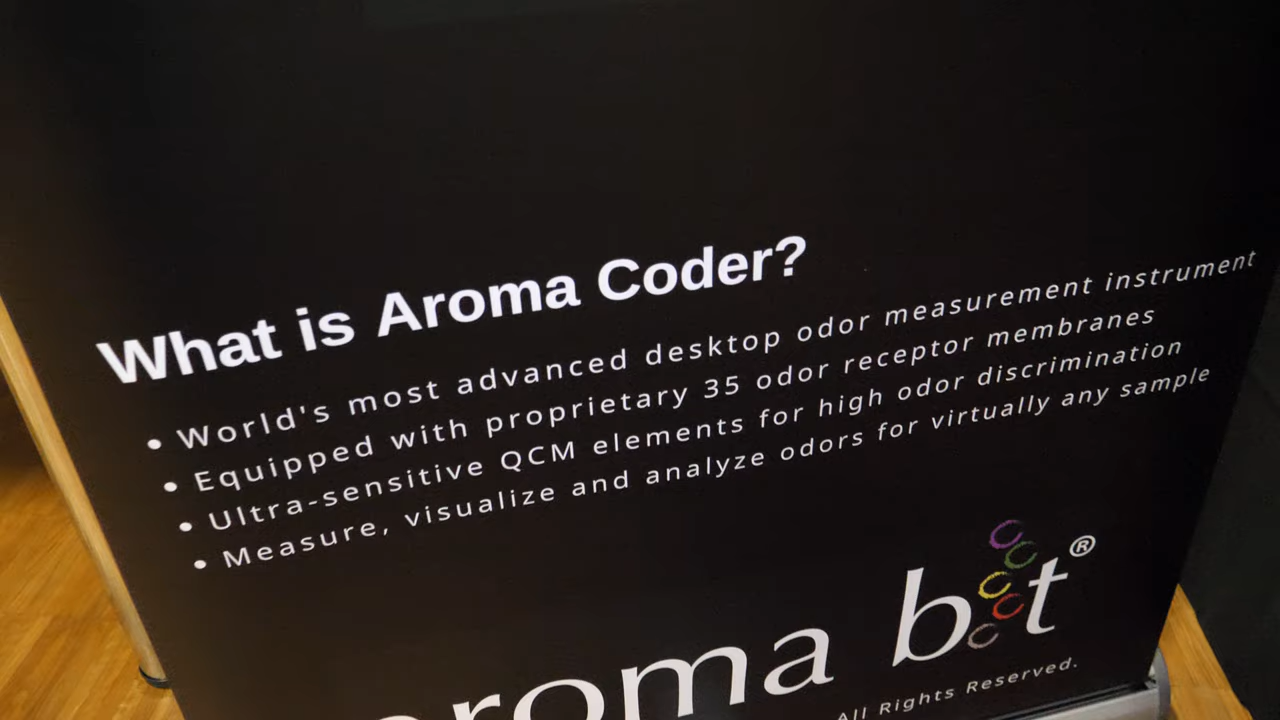 What is Aroma Coder?
• World's most advanced desktop odor measurement instrument
• Equipped with proprietary 35 odor receptor membranes
• Ultra-sensitive QCM elements for high odor discrimination
• Measure, visualize and analyze odors for virtually any sample
aroma bit®
All Rights Reserved.